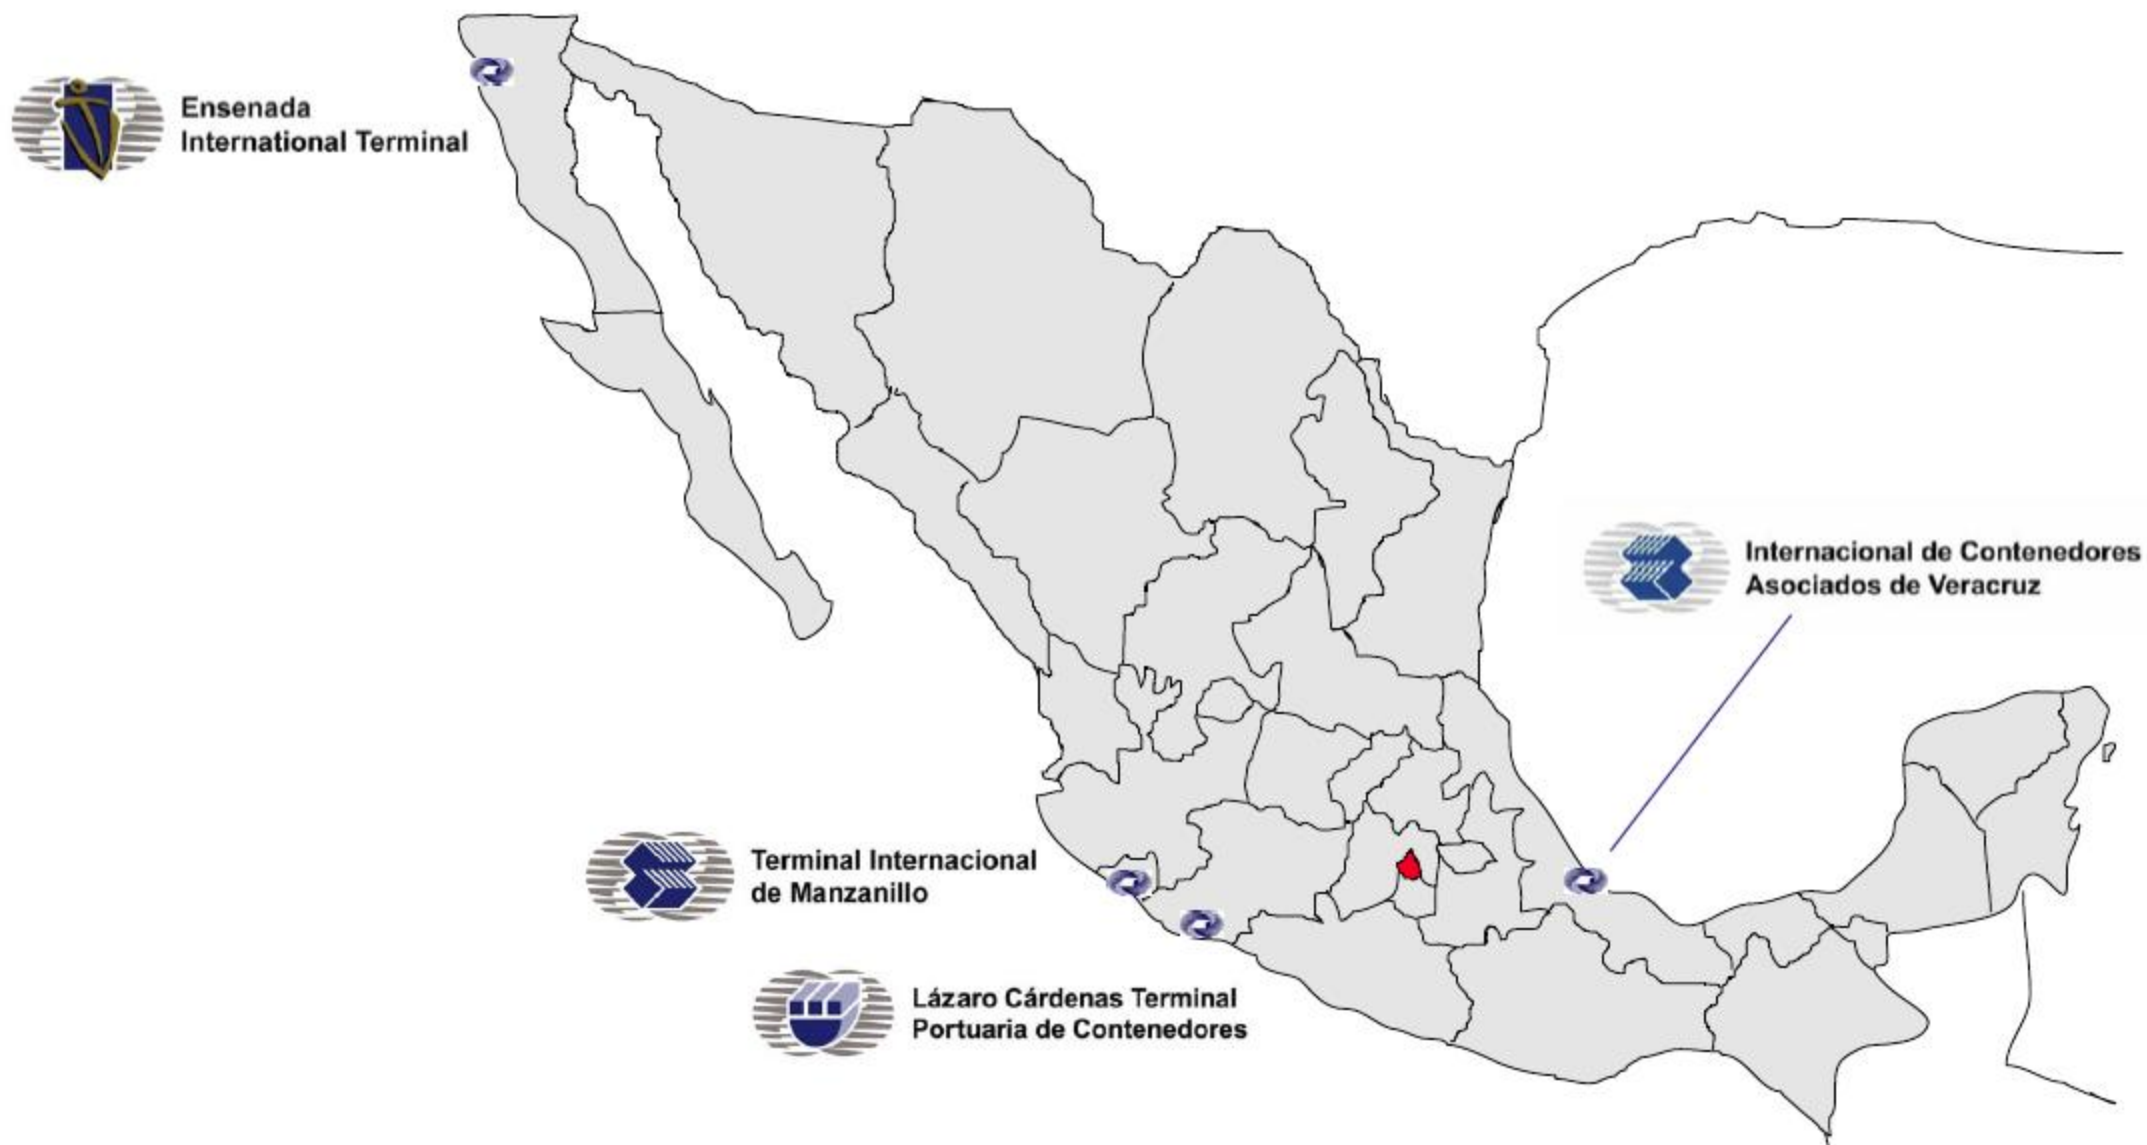 Ensenada
International Terminal
Internacional de Contenedores
Asociados de Veracruz
Terminal Internacional
de Manzanillo
Lázaro Cárdenas Terminal
Portuaria de Contenedores